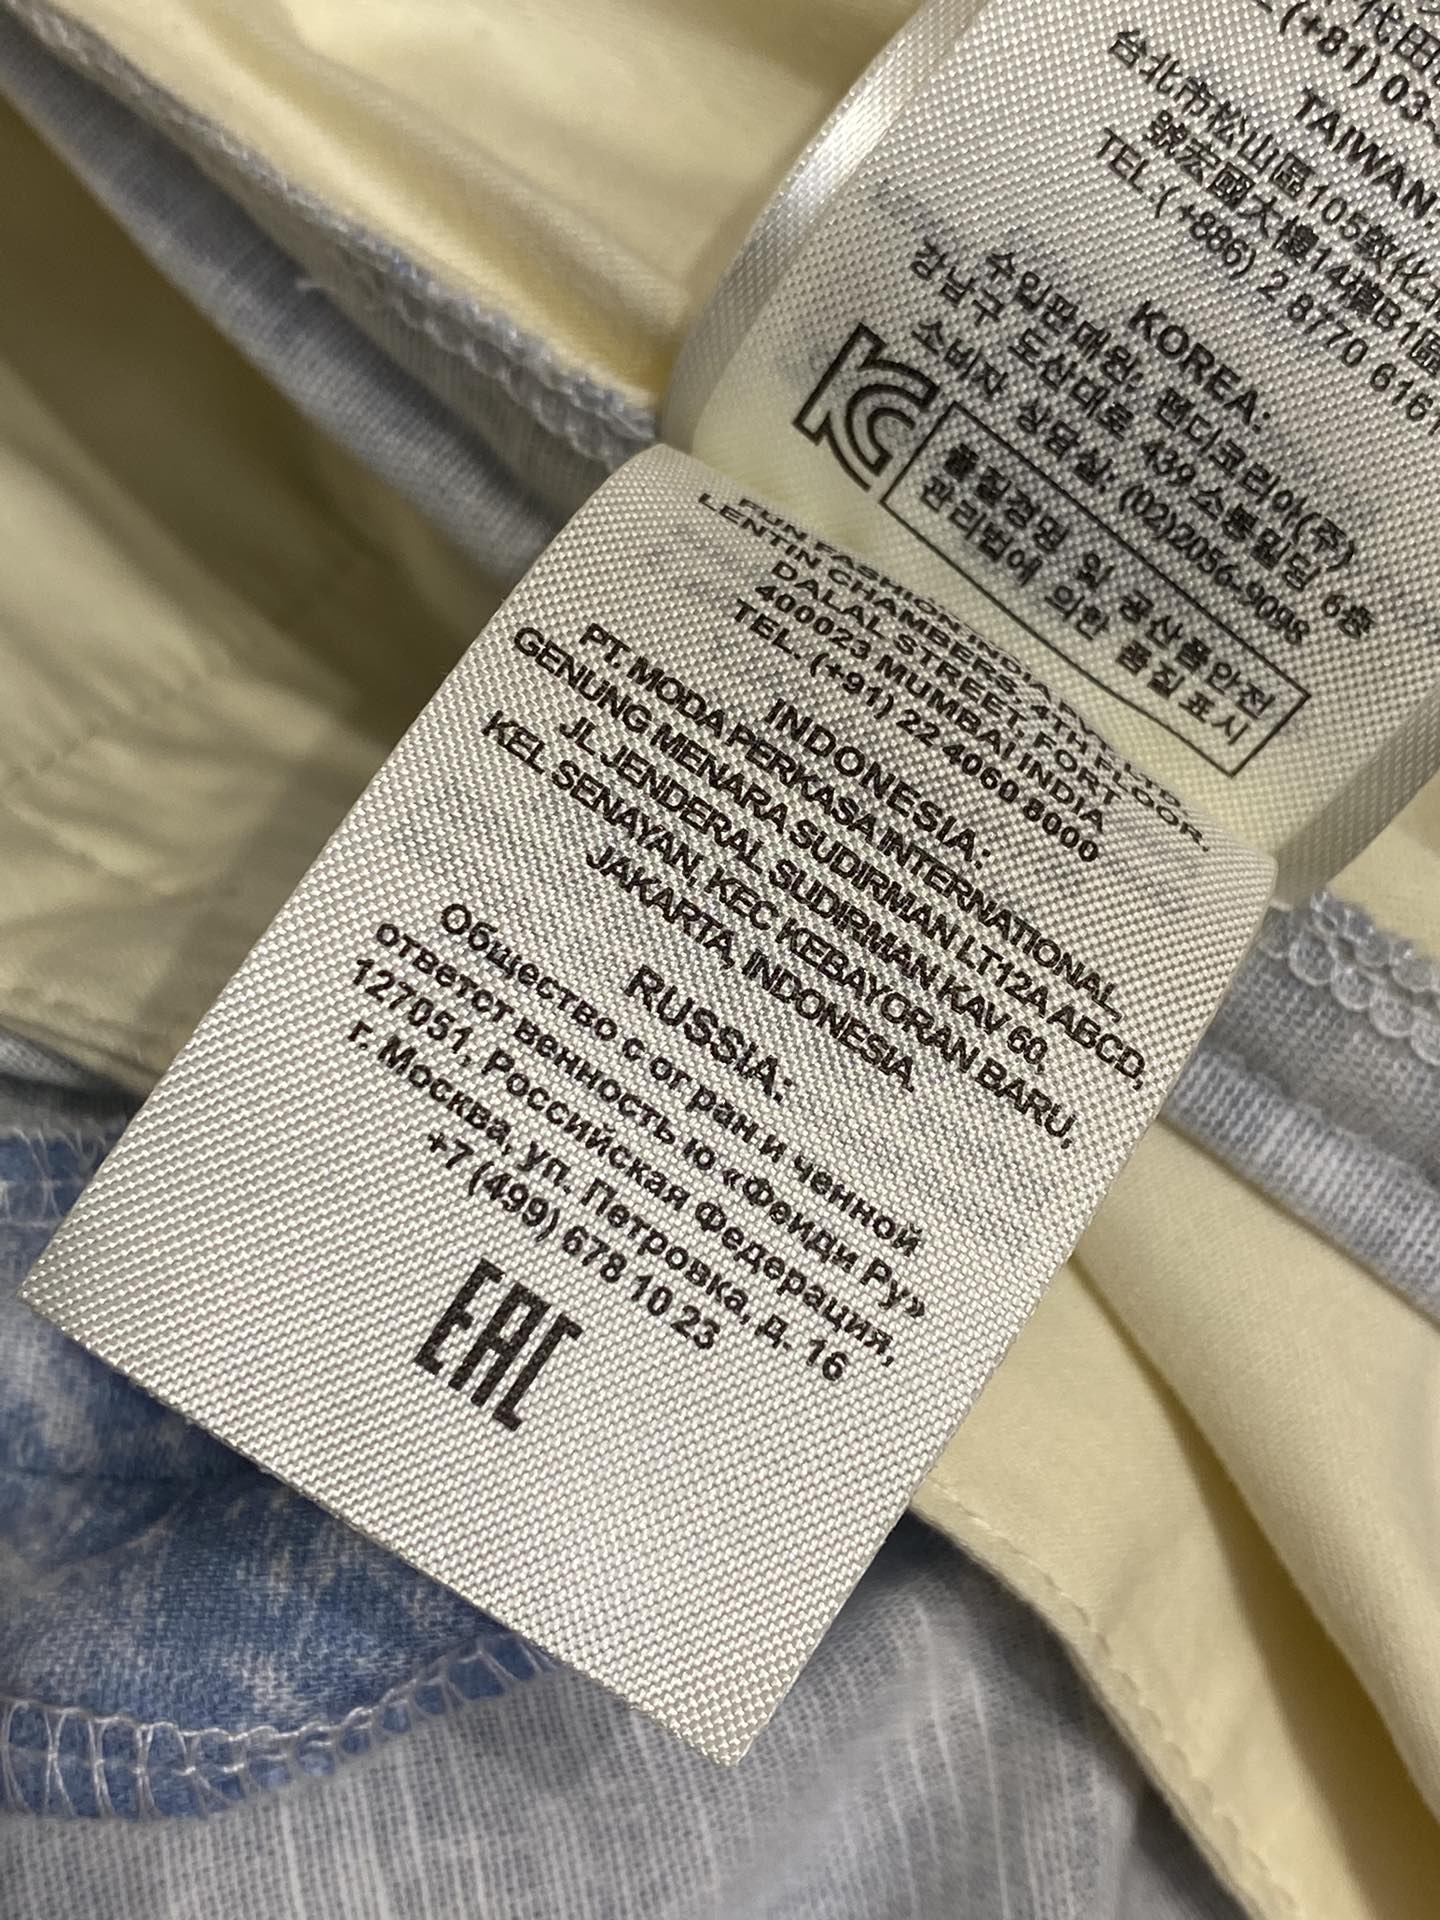 TEL (+81) 03-
TAIWAN:
台北市松山區105敦化北
號宏國大樓14樓B1區
TEL ( +886) 2 8770 6161
KOREA:
수입판매원: 펜디코리아(주)
강남구 도산대로 439소통빌딩 6층
소비자 상담실: (02)2056-9098
품질경영 및 공산품안전
관리법에 의한 품질 표시
FUN FASHION INDIA PVT LTD
LENTIN CHAMBERS, 4TH FLOOR.
DALAL STREET, FORT
400023 MUMBAI, INDIA
TEL. (+91) 22 4060 8000
INDONESIA:
PT. MODA PERKASA INTERNATIONAL,
GENUNG MENARA SUDIRMAN LT12A ABCD,
JL JENDERAL SUDIRMAN KAV 60,
KEL SENAYAN, KEC KEBAYORAN BARU,
JAKARTA, INDONESIA.
RUSSIA:
Общество с ог ран и ченной
ответст венность ю «Фенди Ру»
127051, Российская Федерация,
г. Москва, ул. Петровка, д. 16
+7 (499) 678 10 23
EAC